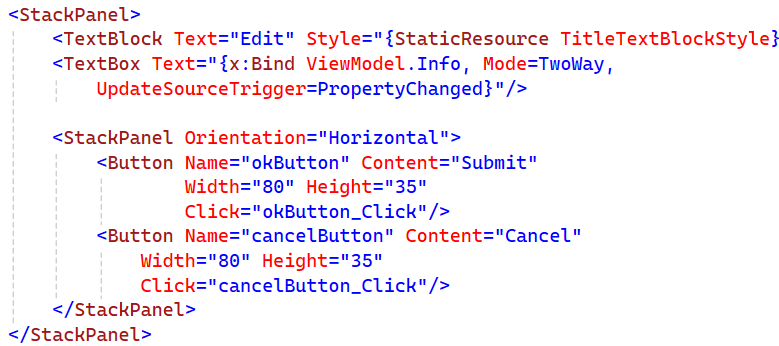 <StackPanel>
    <TextBlock Text="Edit" Style="{StaticResource TitleTextBlockStyle}
    <TextBox Text="{x:Bind ViewModel.Info, Mode=TwoWay,
        UpdateSourceTrigger=PropertyChanged}"/>

    <StackPanel Orientation="Horizontal">
        <Button Name="okButton" Content="Submit"
                Width="80" Height="35"
                Click="okButton_Click"/>
        <Button Name="cancelButton" Content="Cancel"
            Width="80" Height="35"
            Click="cancelButton_Click"/>
    </StackPanel>
</StackPanel>